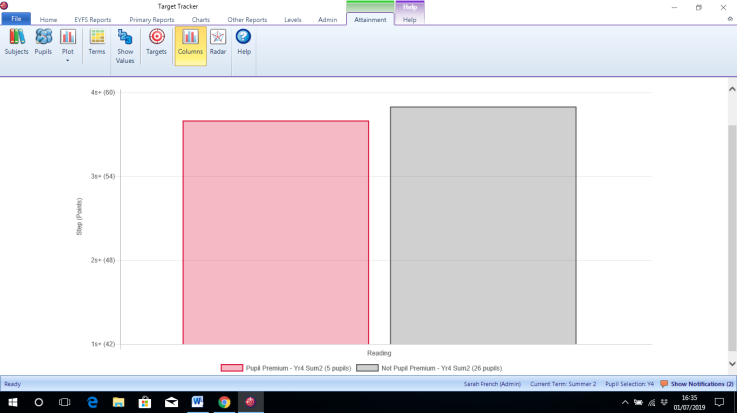 Target Tracker
Help
File Home EYFS Reports Primary Reports Charts Other Reports Levels Admin Attainment Help
Subjects Pupils Plot Terms Show Values Targets Columns Radar Help
4s+ (60)
3s+ (54)
Step (Points)
2s+ (48)
1s+ (42)
Reading
Pupil Premium - Yr4 Sum2 (5 pupils) Not Pupil Premium - Yr4 Sum2 (26 pupils)
Ready Sarah French (Admin) Current Term: Summer 2 Pupil Selection: Y4 Show Notifications (2)
16:35
01/07/2019